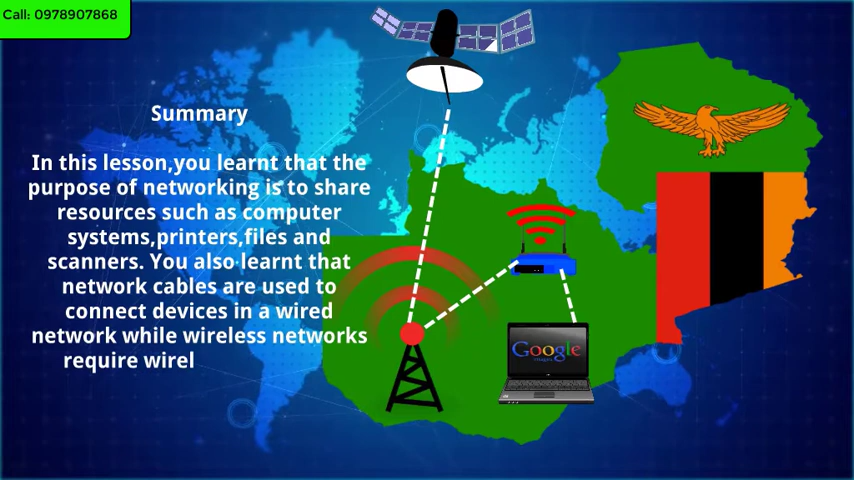 Call: 0978907868
Summary
In this lesson,you learnt that the
purpose of networking is to share
resources such as computer
systems,printers,files and
scanners. You also learnt that
network cables are used to
connect devices in a wired
network while wireless networks
require wirel
Google